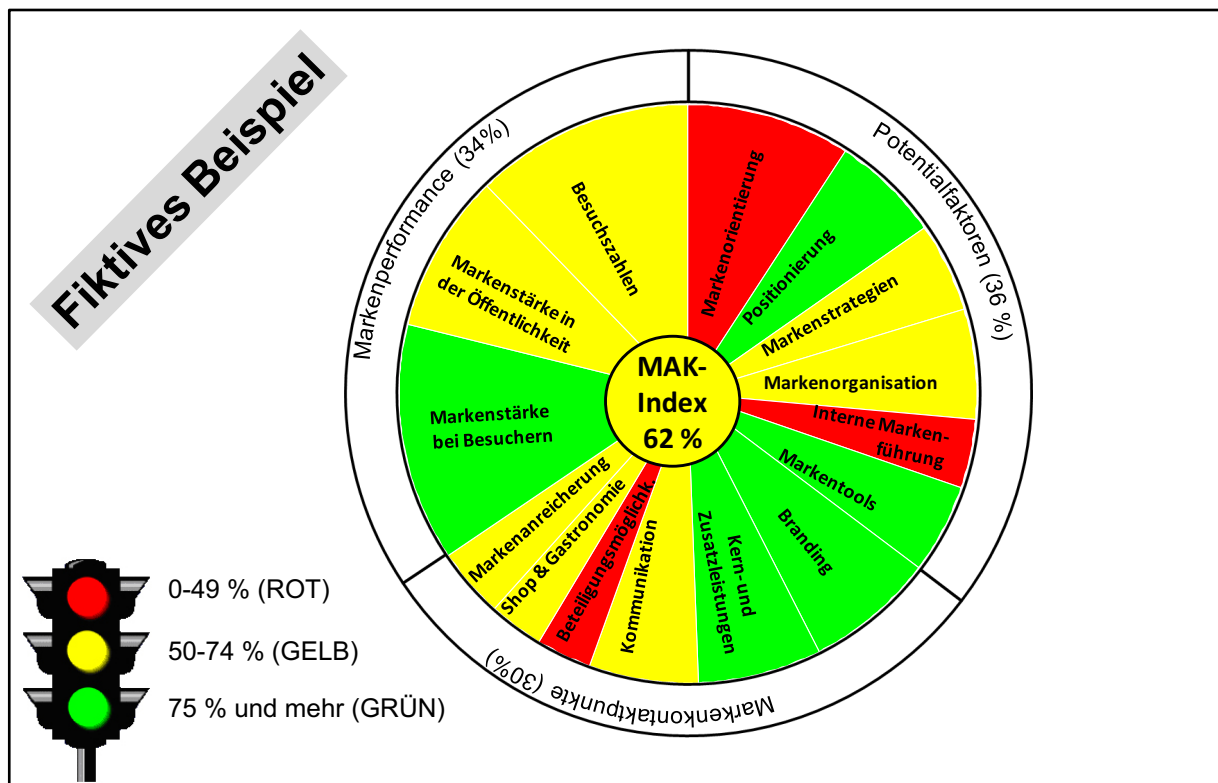 Fiktives Beispiel
Markenperformance (34%)
Potentialfaktoren (36 %)
Markenkontaktpunkte (30%)
Markenorientierung
Positionierung
Markenstrategien
Markenorganisation
Interne Marken-
führung
Markentools
Branding
Kern- und
Zusatzleistungen
Kommunikation
Beteiligungsmöglichk.
Shop & Gastronomie
Markenanreicherung
Markenstärke
bei Besuchern
Markenstärke in
der Öffentlichkeit
Besuchszahlen
MAK-
Index
62 %
0-49 % (ROT)
50-74 % (GELB)
75 % und mehr (GRÜN)